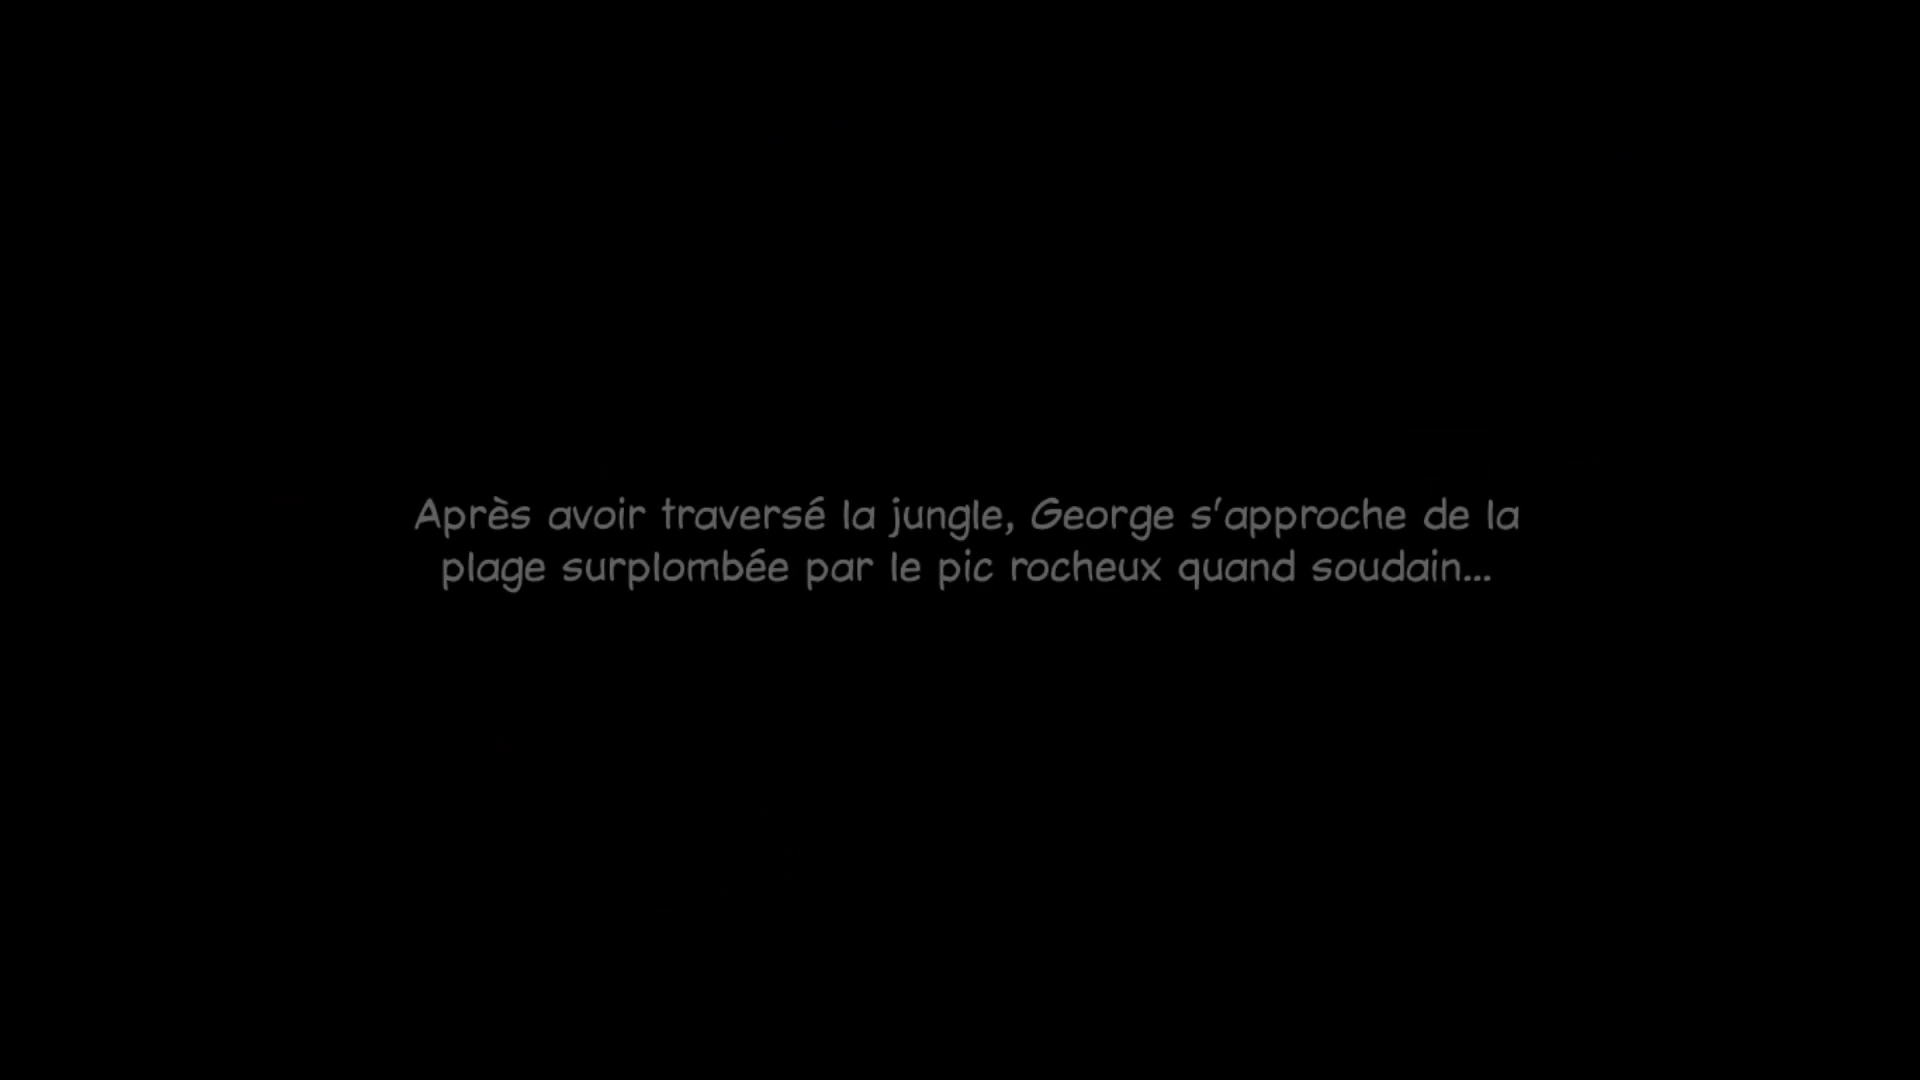 Après avoir traversé la jungle, George s'approche de la
plage surplombée par le pic rocheux quand soudain...